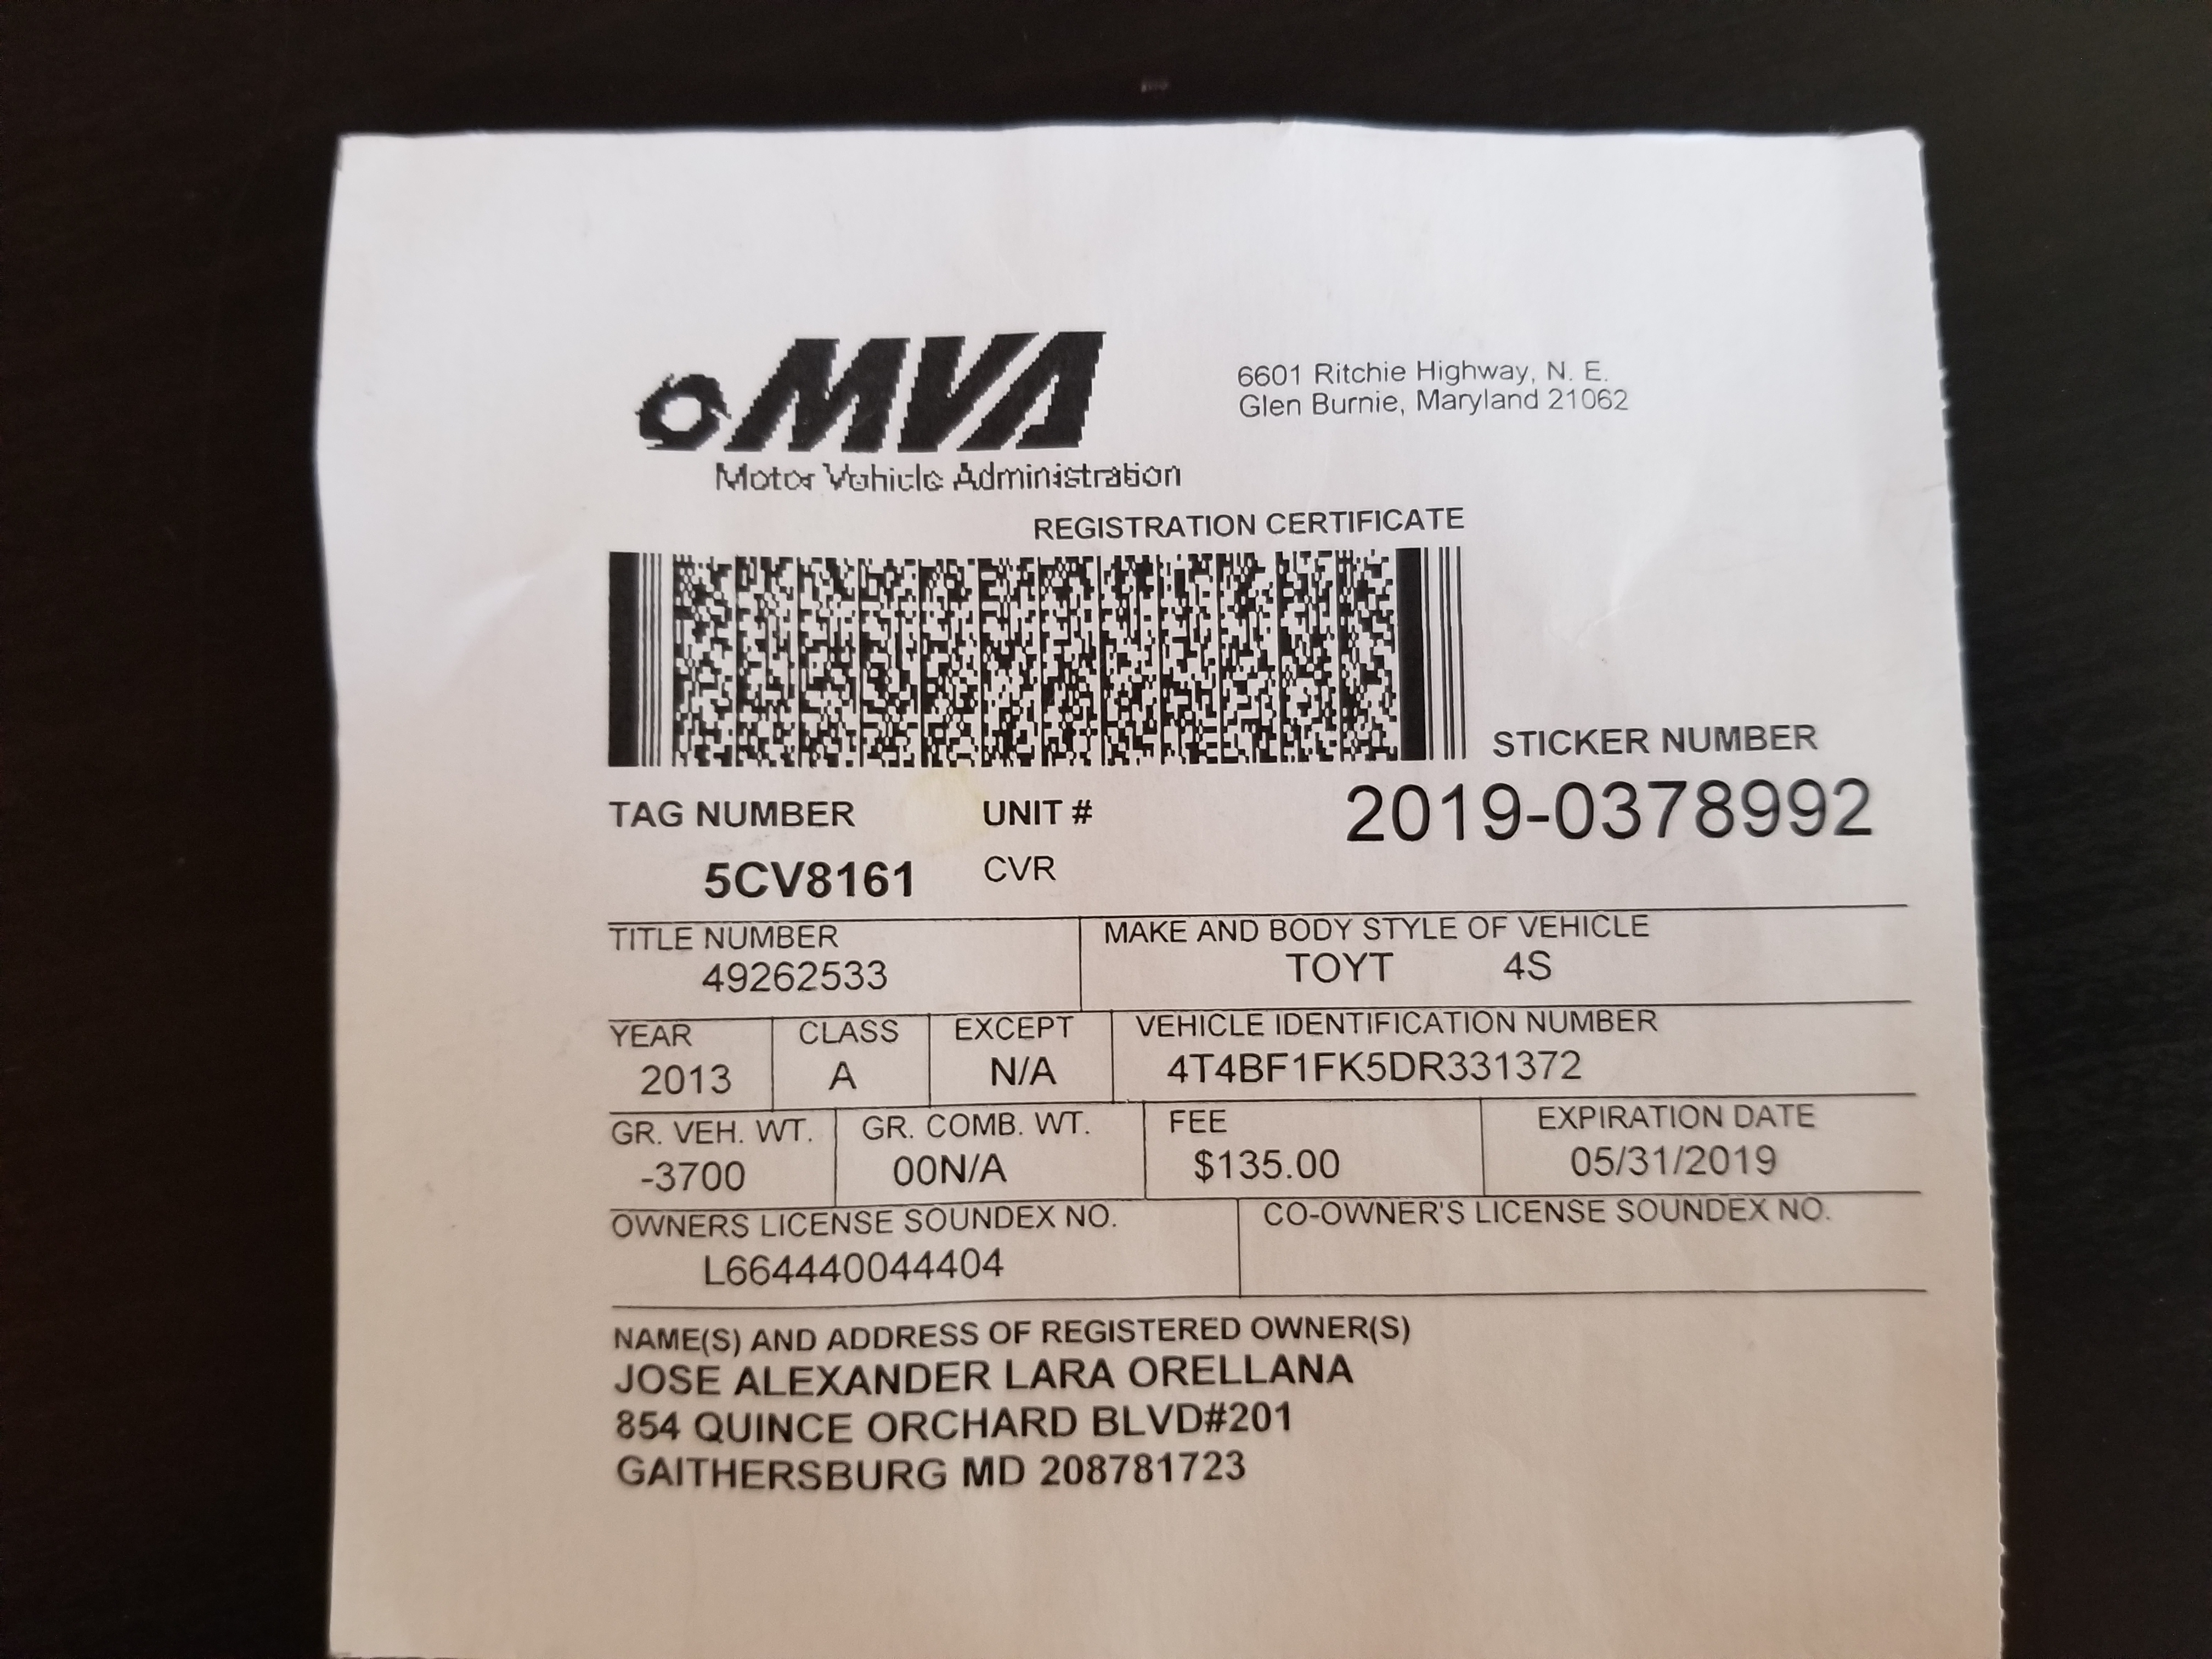 MVA
Motor Vehicle Administration
6601 Ritchie Highway, N. E.
Glen Burnie, Maryland 21062
REGISTRATION CERTIFICATE
STICKER NUMBER
TAG NUMBER UNIT # 2019-0378992
5CV8161 CVR
TITLE NUMBER MAKE AND BODY STYLE OF VEHICLE
49262533 TOYT 4S
YEAR CLASS EXCEPT VEHICLE IDENTIFICATION NUMBER
2013 A N/A 4T4BF1FK5DR331372
GR. VEH. WT. GR. COMB. WT. FEE EXPIRATION DATE
-3700 00N/A $135.00 05/31/2019
OWNERS LICENSE SOUNDEX NO. CO-OWNER'S LICENSE SOUNDEX NO.
L664440044404
NAME(S) AND ADDRESS OF REGISTERED OWNER(S)
JOSE ALEXANDER LARA ORELLANA
854 QUINCE ORCHARD BLVD#201
GAITHERSBURG MD 208781723